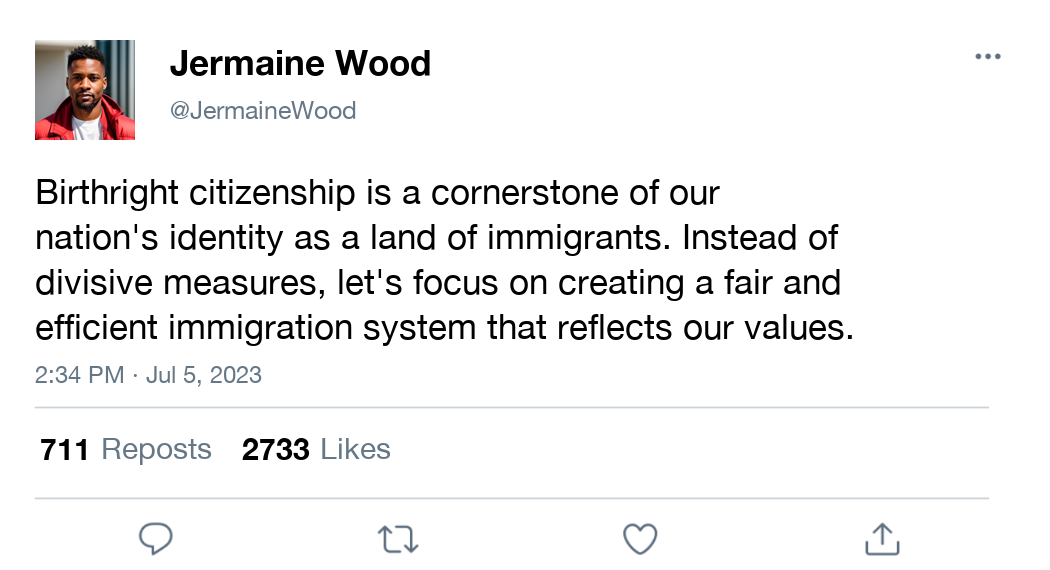 Jermaine Wood
@JermaineWood
Birthright citizenship is a cornerstone of our
nation's identity as a land of immigrants. Instead of
divisive measures, let's focus on creating a fair and
efficient immigration system that reflects our values.
2:34 PM · Jul 5, 2023
711 Reposts 2733 Likes